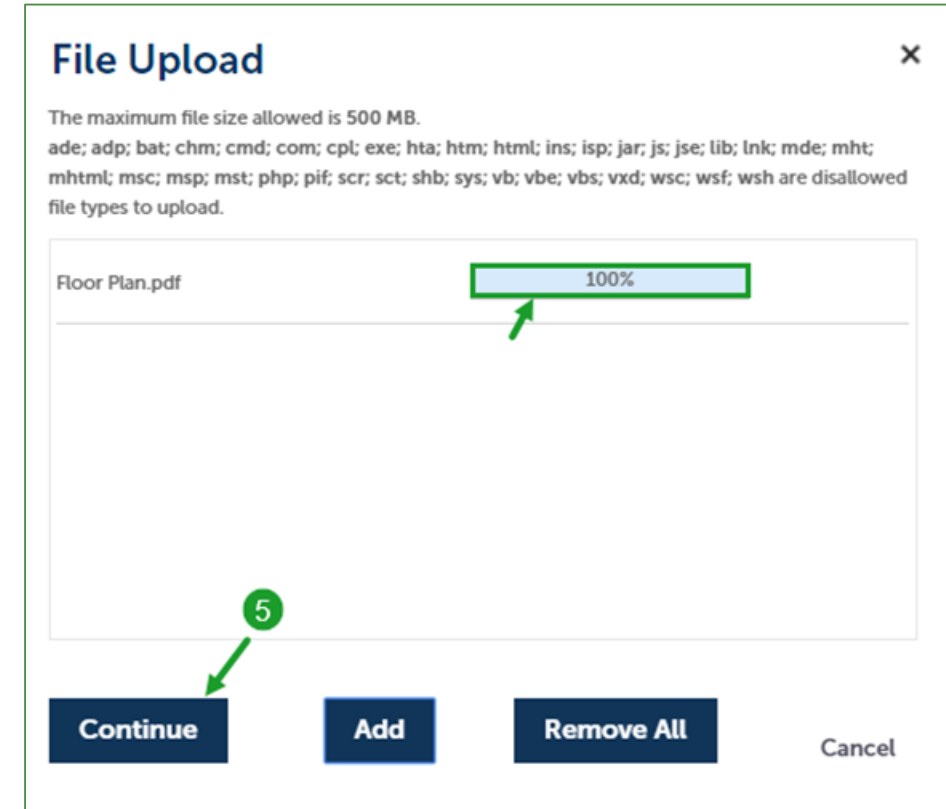 File Upload ×
The maximum file size allowed is 500 MB.
ade; adp; bat; chm; cmd; com; cpl; exe; hta; htm; html; ins; isp; jar; js; jse; lib; lnk; mde; mht;
mhtml; msc; msp; mst; php; pif; scr; sct; shb; sys; vb; vbe; vbs; vxd; wsc; wsf; wsh are disallowed
file types to upload.
Floor Plan.pdf 100%
5
Continue Add Remove All Cancel